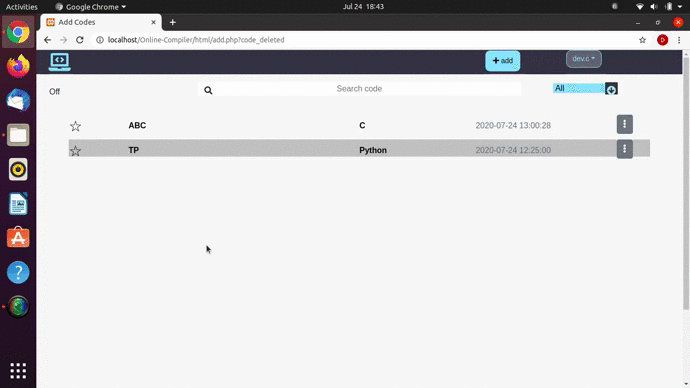 Activities Google Chrome Jul 24 18:43
Add Codes
localhost/Online-Compiler/html/add.php?code_deleted D
+ add dev.c
Off Search code All
ABC C 2020-07-24 13:00:28
TP Python 2020-07-24 12:25:00